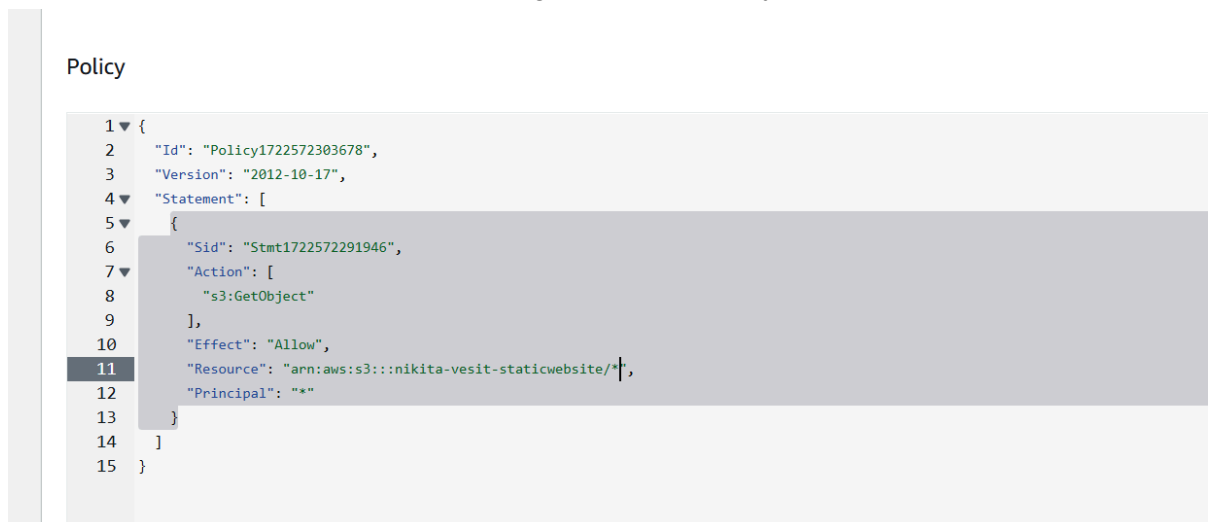 Policy
1 {
2 "Id": "Policy1722572303678",
3 "Version": "2012-10-17",
4 "Statement": [
5 {
6 "Sid": "Stmt1722572291946",
7 "Action": [
8 "s3:GetObject"
9 ],
10 "Effect": "Allow",
11 "Resource": "arn:aws:s3:::nikita-vesit-staticwebsite/*",
12 "Principal": "*"
13 }
14 ]
15 }